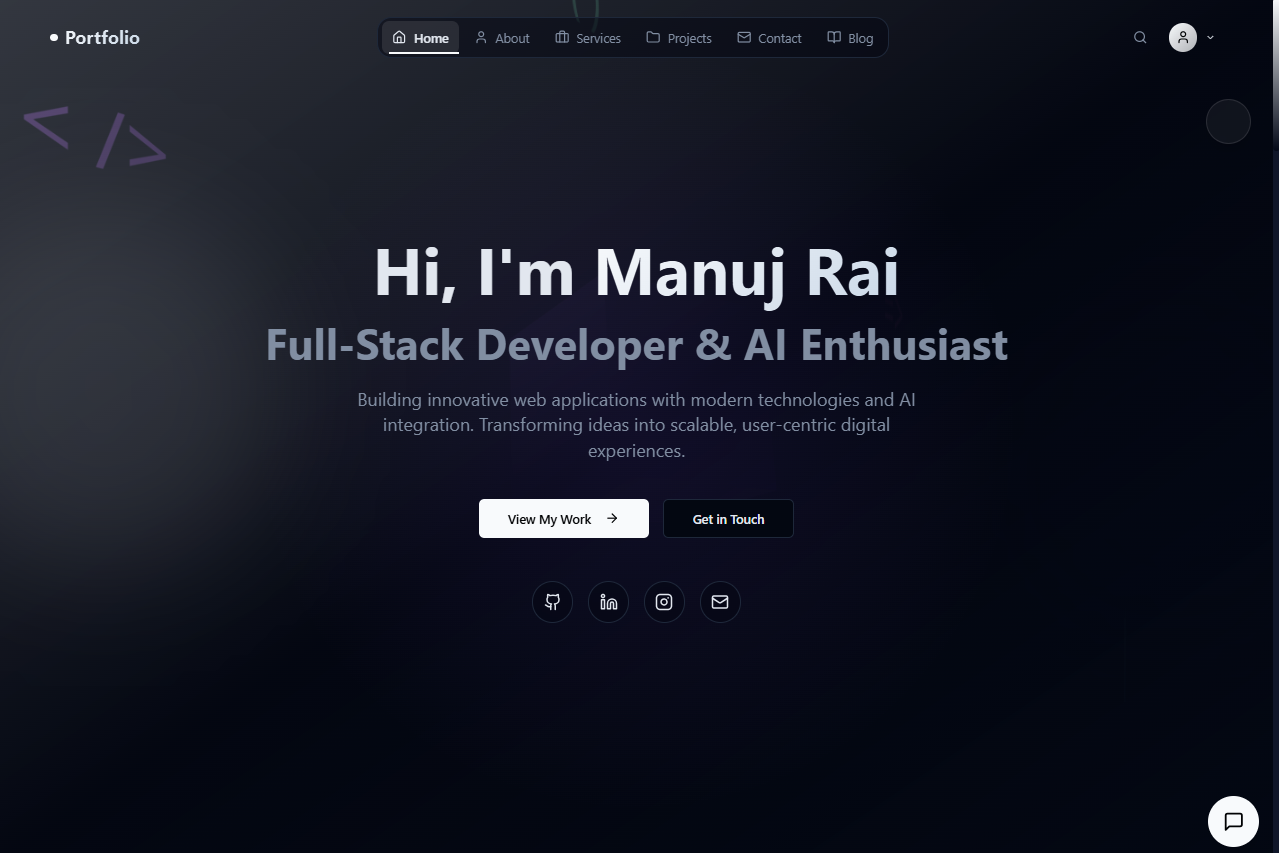 Portfolio
Home
About
Services
Projects
Contact
Blog
< />
Hi, I'm Manuj Rai
Full-Stack Developer & AI Enthusiast
Building innovative web applications with modern technologies and AI
integration. Transforming ideas into scalable, user-centric digital
experiences.
View My Work
Get in Touch